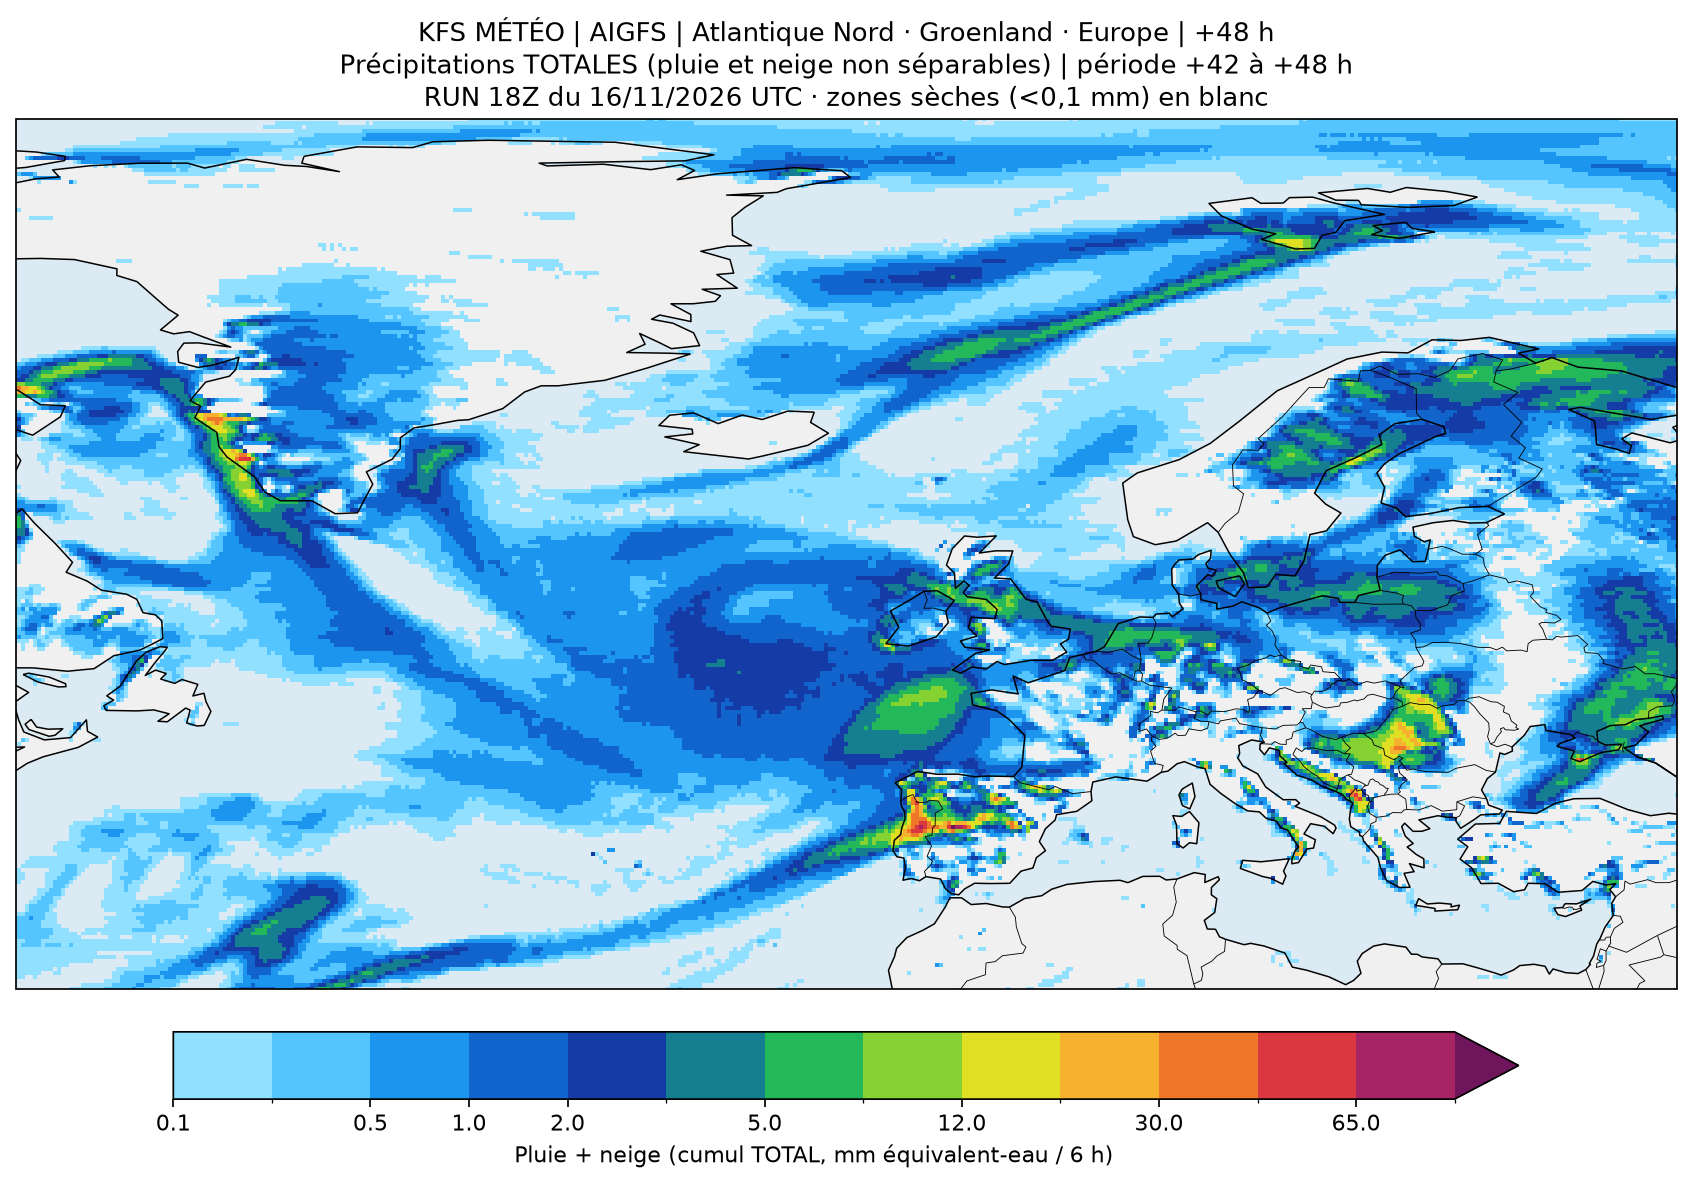 KFS MÉTÉO | AIGFS | Atlantique Nord · Groenland · Europe | +48 h
Précipitations TOTALES (pluie et neige non séparables) | période +42 à +48 h
RUN 18Z du 16/11/2026 UTC · zones sèches (<0,1 mm) en blanc
0.1 0.5 1.0 2.0 5.0 12.0 30.0 65.0
Pluie + neige (cumul TOTAL, mm équivalent-eau / 6 h)